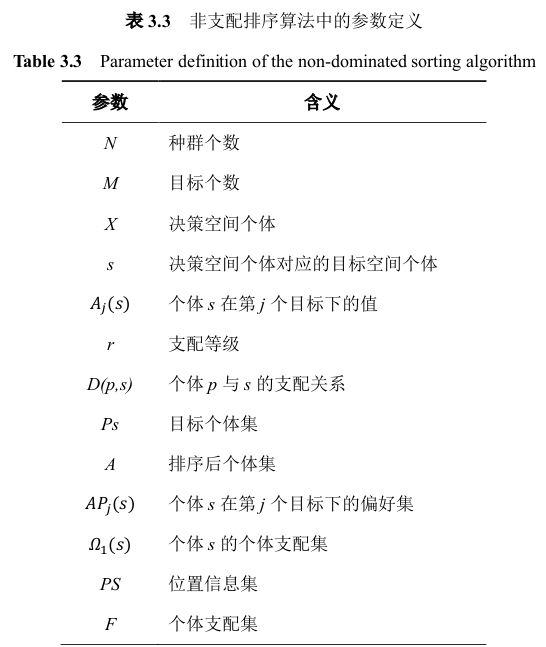 表 3.3 非支配排序算法中的参数定义
Table 3.3 Parameter definition of the non-dominated sorting algorithm
参数 含义
N 种群个数
M 目标个数
X 决策空间个体
s 决策空间个体对应的目标空间个体
Aⱼ(s) 个体 s 在第 j 个目标下的值
r 支配等级
D(p,s) 个体 p 与 s 的支配关系
Ps 目标个体集
A 排序后个体集
APⱼ(s) 个体 s 在第 j 个目标下的偏好集
Ω₁(s) 个体 s 的个体支配集
PS 位置信息集
F 个体支配集